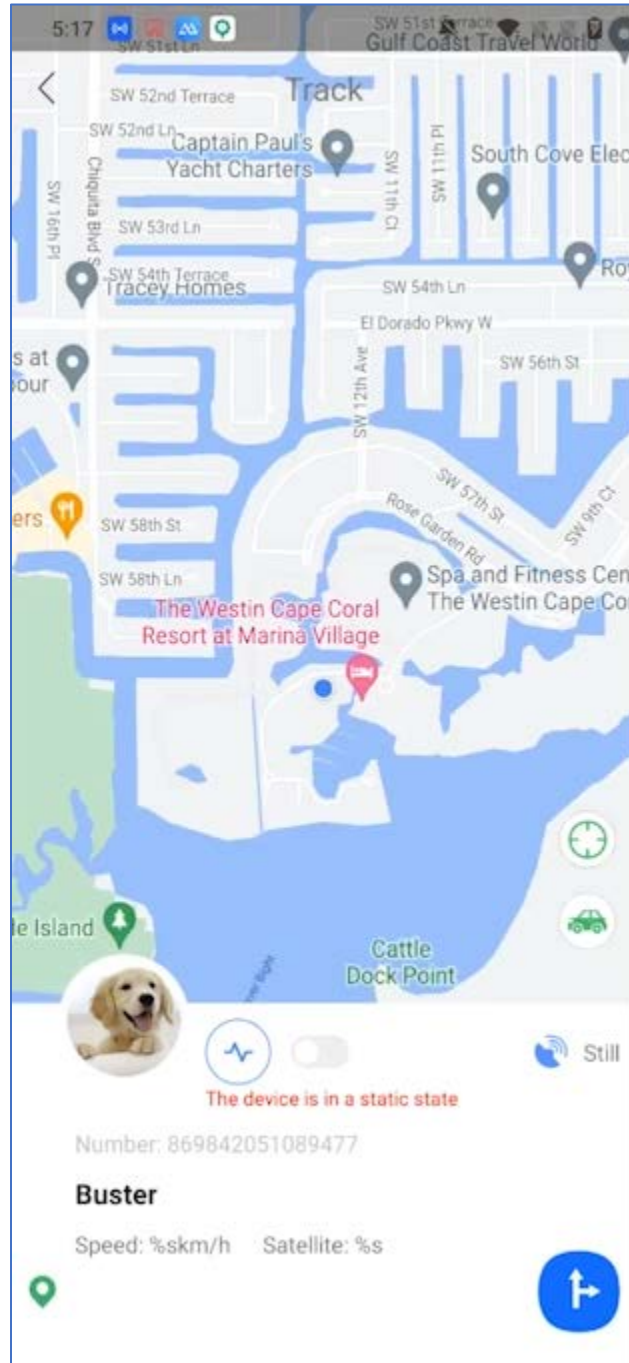 5:17
SW 51st Terrace
SW 51st Ln
Gulf Coast Travel World
Track
SW 52nd Terrace
SW 52nd Ln
Captain Paul's
Yacht Charters
SW 11th Ct
SW 11th Pl
South Cove Elec
SW 16th Pl
Chiquita Blvd S
SW 53rd Ln
SW 54th Terrace
Tracey Homes
SW 54th Ln
Roy
El Dorado Pkwy W
s at
our
SW 12th Ave
SW 56th St
ers
SW 58th St
SW 57th St
Rose Garden Rd
SW 9th Ct
SW 58th Ln
Spa and Fitness Cen
The Westin Cape Co
The Westin Cape Coral
Resort at Marina Village
le Island
Cattle
Dock Point
Still
The device is in a static state
Number: 869842051089477
Buster
Speed: %skm/h Satellite: %s